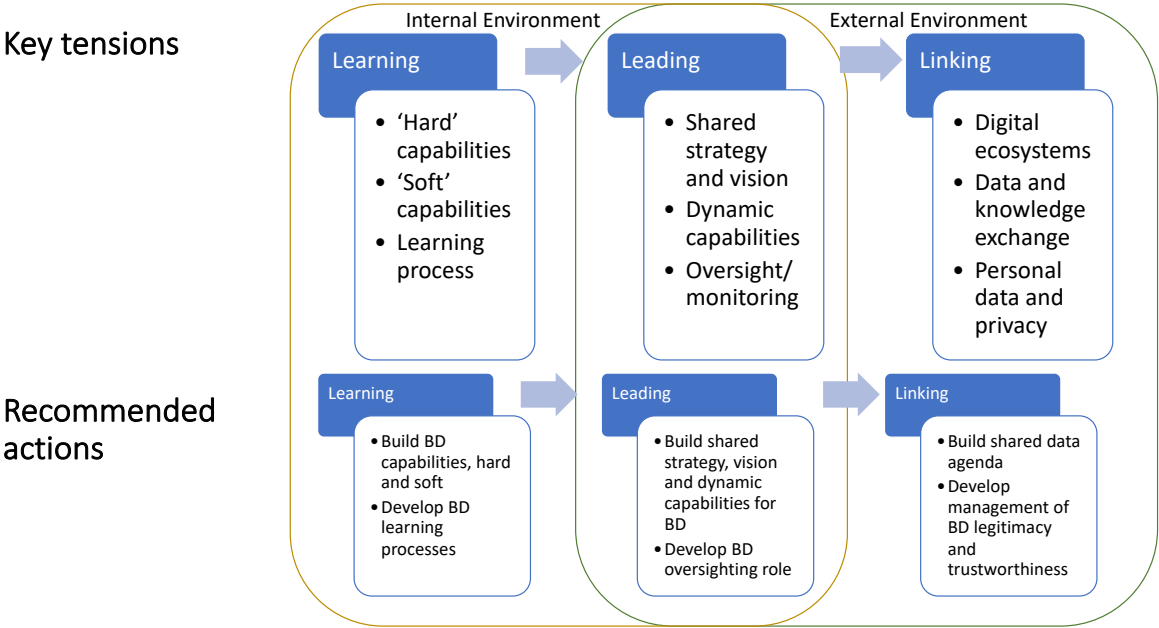 Internal Environment
External Environment
Key tensions
Learning
Leading
Linking
• ‘Hard’
capabilities
• ‘Soft’
capabilities
• Learning
process
• Shared
strategy
and vision
• Dynamic
capabilities
• Oversight/
monitoring
• Digital
ecosystems
• Data and
knowledge
exchange
• Personal
data and
privacy
Recommended
actions
Learning
Leading
Linking
• Build BD
capabilities, hard
and soft
• Develop BD
learning
processes
• Build shared
strategy, vision
and dynamic
capabilities for
BD
• Develop BD
oversighting role
• Build shared data
agenda
• Develop
management of
BD legitimacy
and
trustworthiness